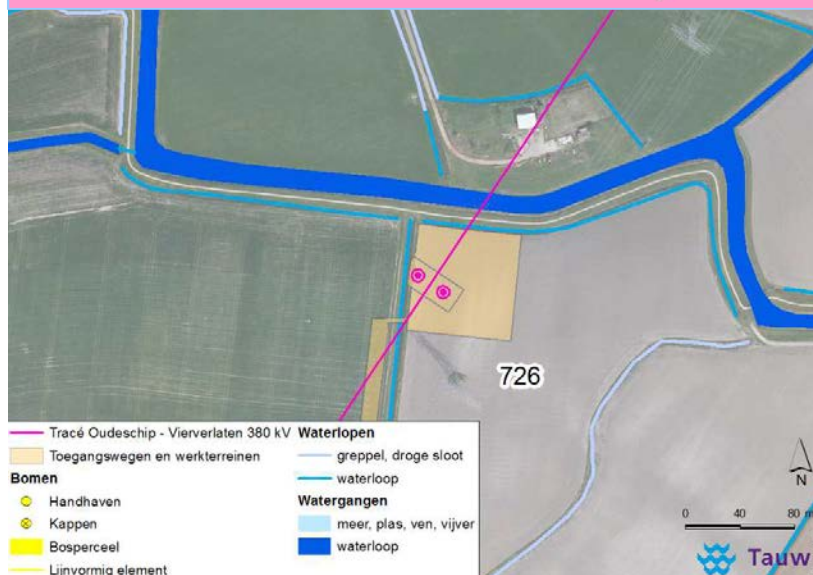 726
Tracé Oudeschip - Vierverlaten 380 kV
Toegangswegen en werkterreinen
Bomen
Handhaven
Kappen
Bosperceel
Lijnvormig element
Waterlopen
greppel, droge sloot
waterloop
Watergangen
meer, plas, ven, vijver
waterloop
N
0 40 80 m
Tauw